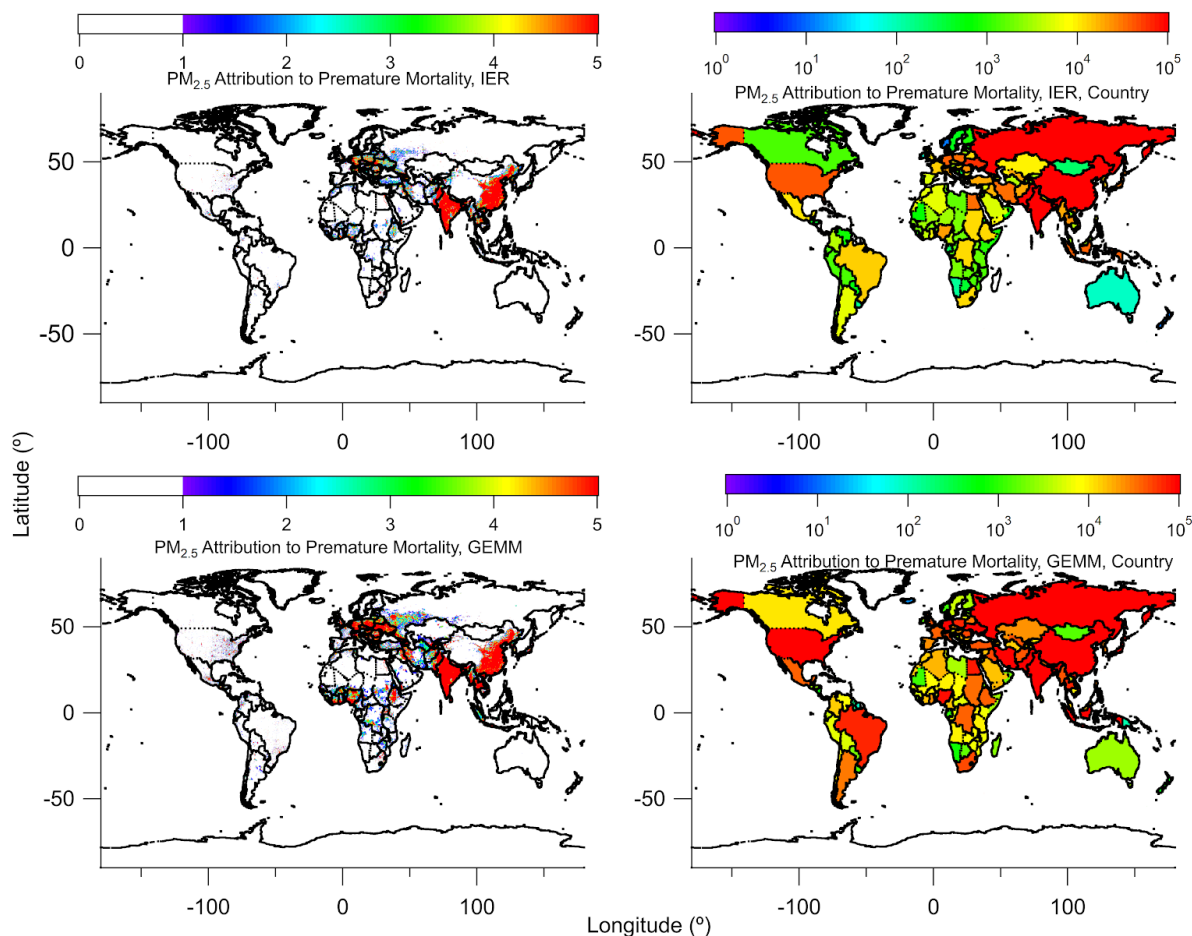 0 1 2 3 4 5
PM2.5 Attribution to Premature Mortality, IER
50
0
-50
-100 0 100
10^0 10^1 10^2 10^3 10^4 10^5
PM2.5 Attribution to Premature Mortality, IER, Country
50
0
-50
-100 0 100
Latitude (º)
0 1 2 3 4 5
PM2.5 Attribution to Premature Mortality, GEMM
50
0
-50
-100 0 100
10^0 10^1 10^2 10^3 10^4 10^5
PM2.5 Attribution to Premature Mortality, GEMM, Country
50
0
-50
-100 0 100
Longitude (º)